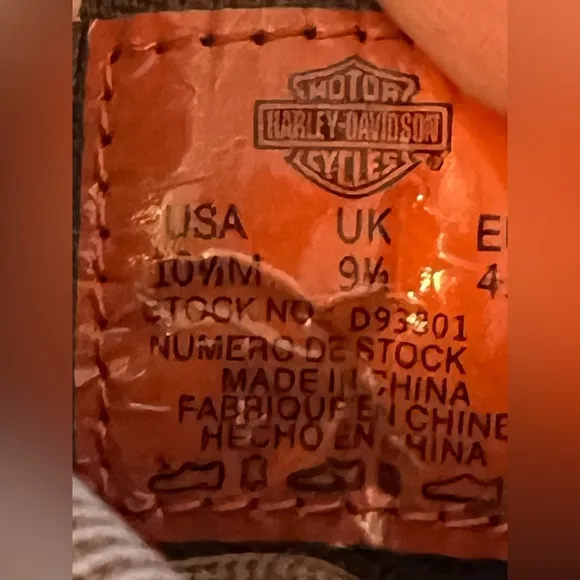 MOTOR
HARLEY-DAVIDSON
CYCLES
USA UK
10½M 9½
STOCK NO D93301
NUMERO DE STOCK
MADE IN CHINA
FABRIQUE EN CHINE
HECHO EN CHINA